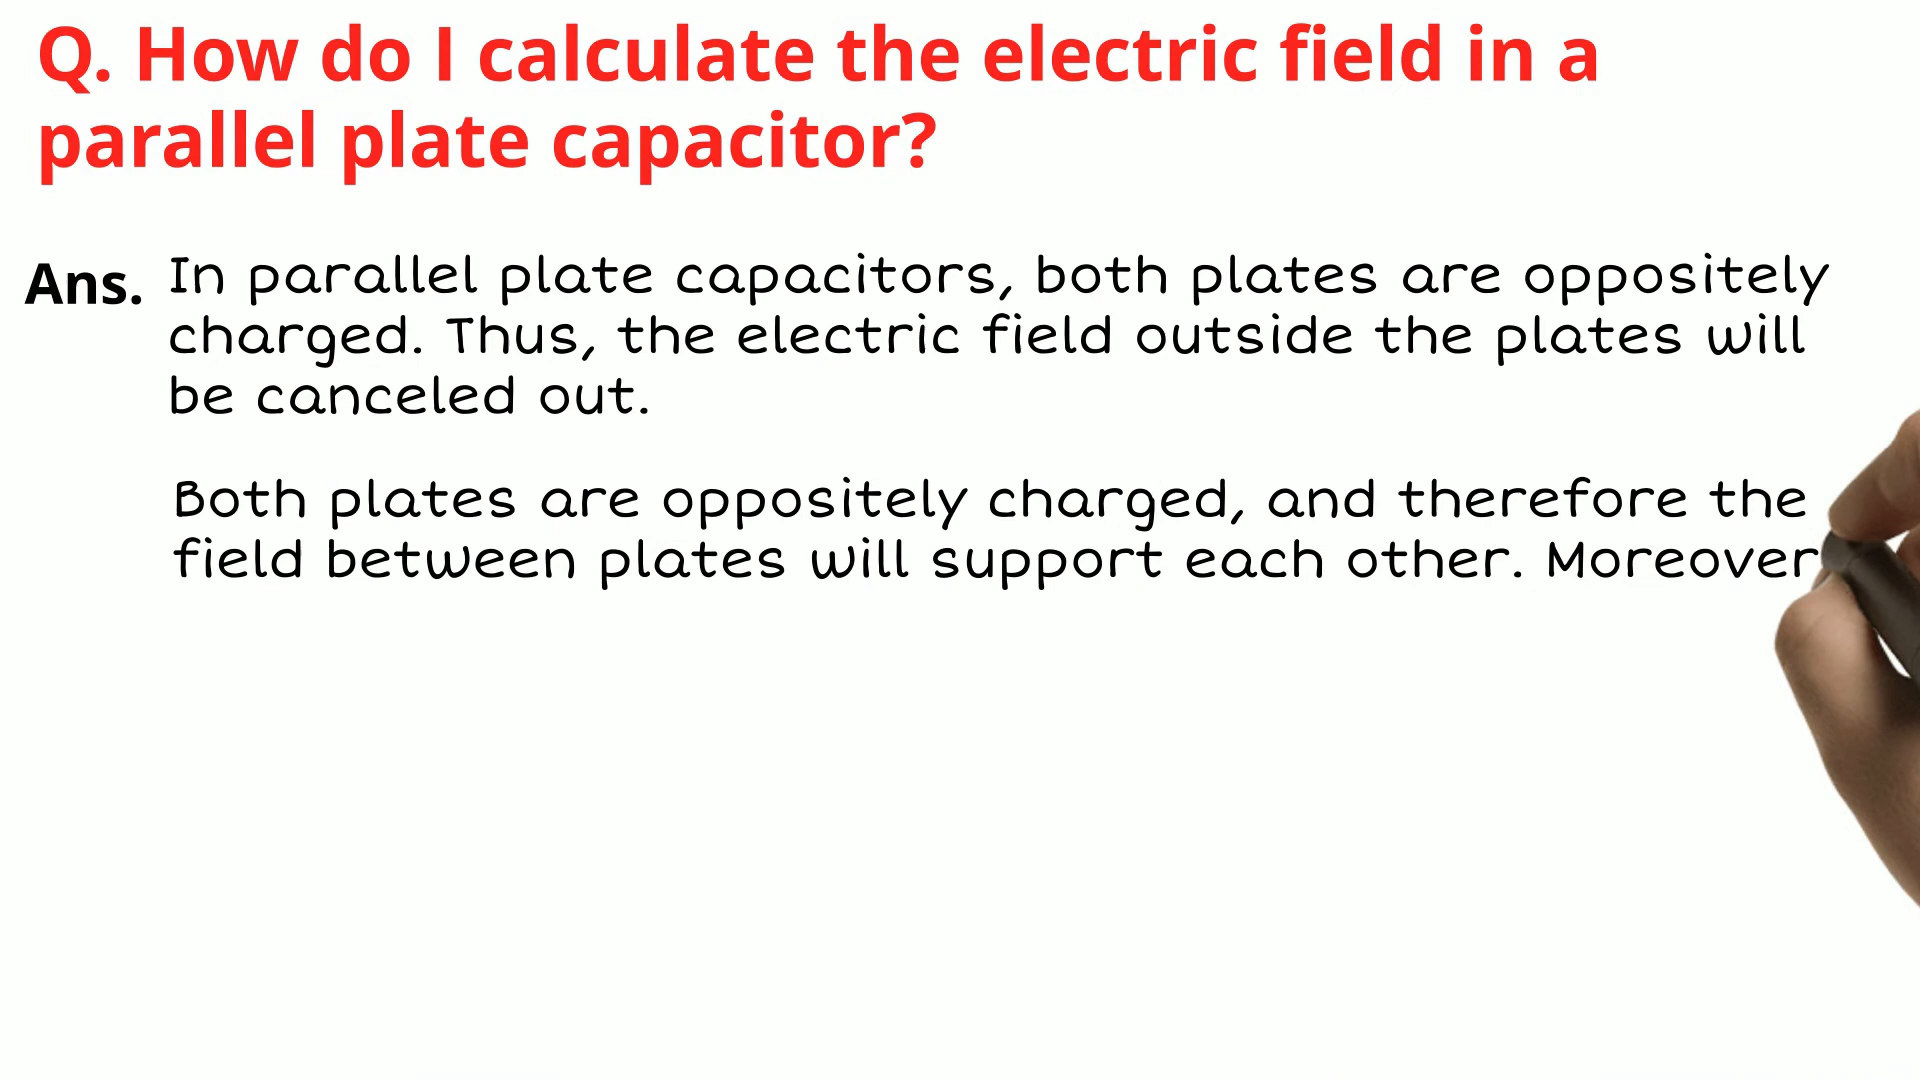 Q. How do I calculate the electric field in a
parallel plate capacitor?
Ans. In parallel plate capacitors, both plates are oppositely
charged. Thus, the electric field outside the plates will
be canceled out.
Both plates are oppositely charged, and therefore the
field between plates will support each other. Moreover